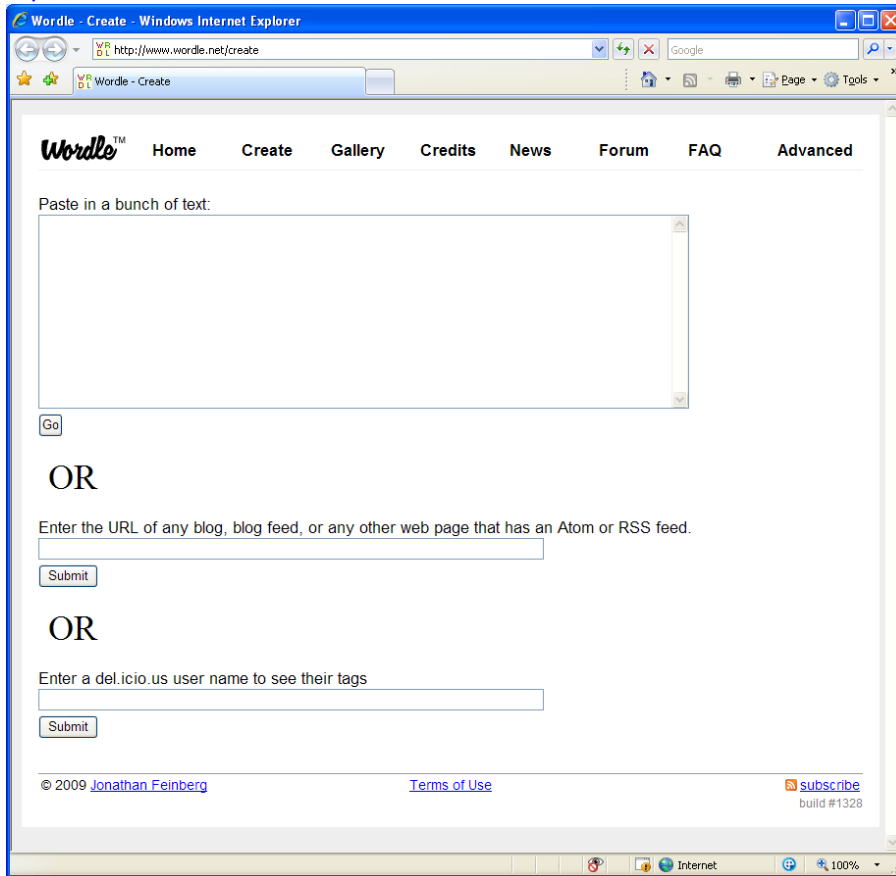 Wordle - Create - Windows Internet Explorer
http://www.wordle.net/create
Google
Wordle - Create
Page
Tools
Wordle™ Home Create Gallery Credits News Forum FAQ Advanced
Paste in a bunch of text:
Go
OR
Enter the URL of any blog, blog feed, or any other web page that has an Atom or RSS feed.
Submit
OR
Enter a del.icio.us user name to see their tags
Submit
© 2009 Jonathan Feinberg Terms of Use subscribe
build #1328
Internet 100%